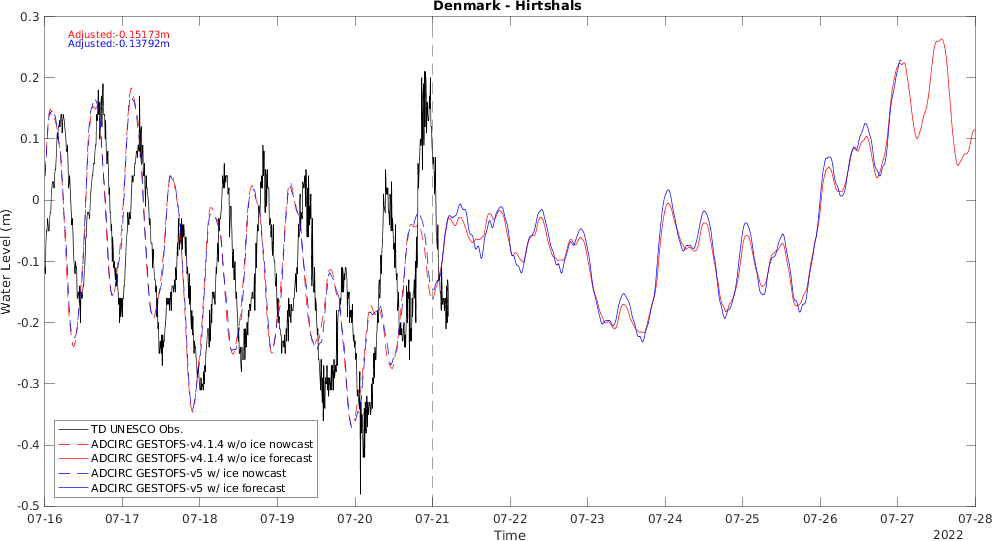 Denmark - Hirtshals
Adjusted:-0.15173m
Adjusted:-0.13792m
0.3
0.2
0.1
0
-0.1
-0.2
-0.3
-0.4
-0.5
Water Level (m)
TD UNESCO Obs.
ADCIRC GESTOFS-v4.1.4 w/o ice nowcast
ADCIRC GESTOFS-v4.1.4 w/o ice forecast
ADCIRC GESTOFS-v5 w/ ice nowcast
ADCIRC GESTOFS-v5 w/ ice forecast
07-16 07-17 07-18 07-19 07-20 07-21 07-22 07-23 07-24 07-25 07-26 07-27 07-28
Time
2022